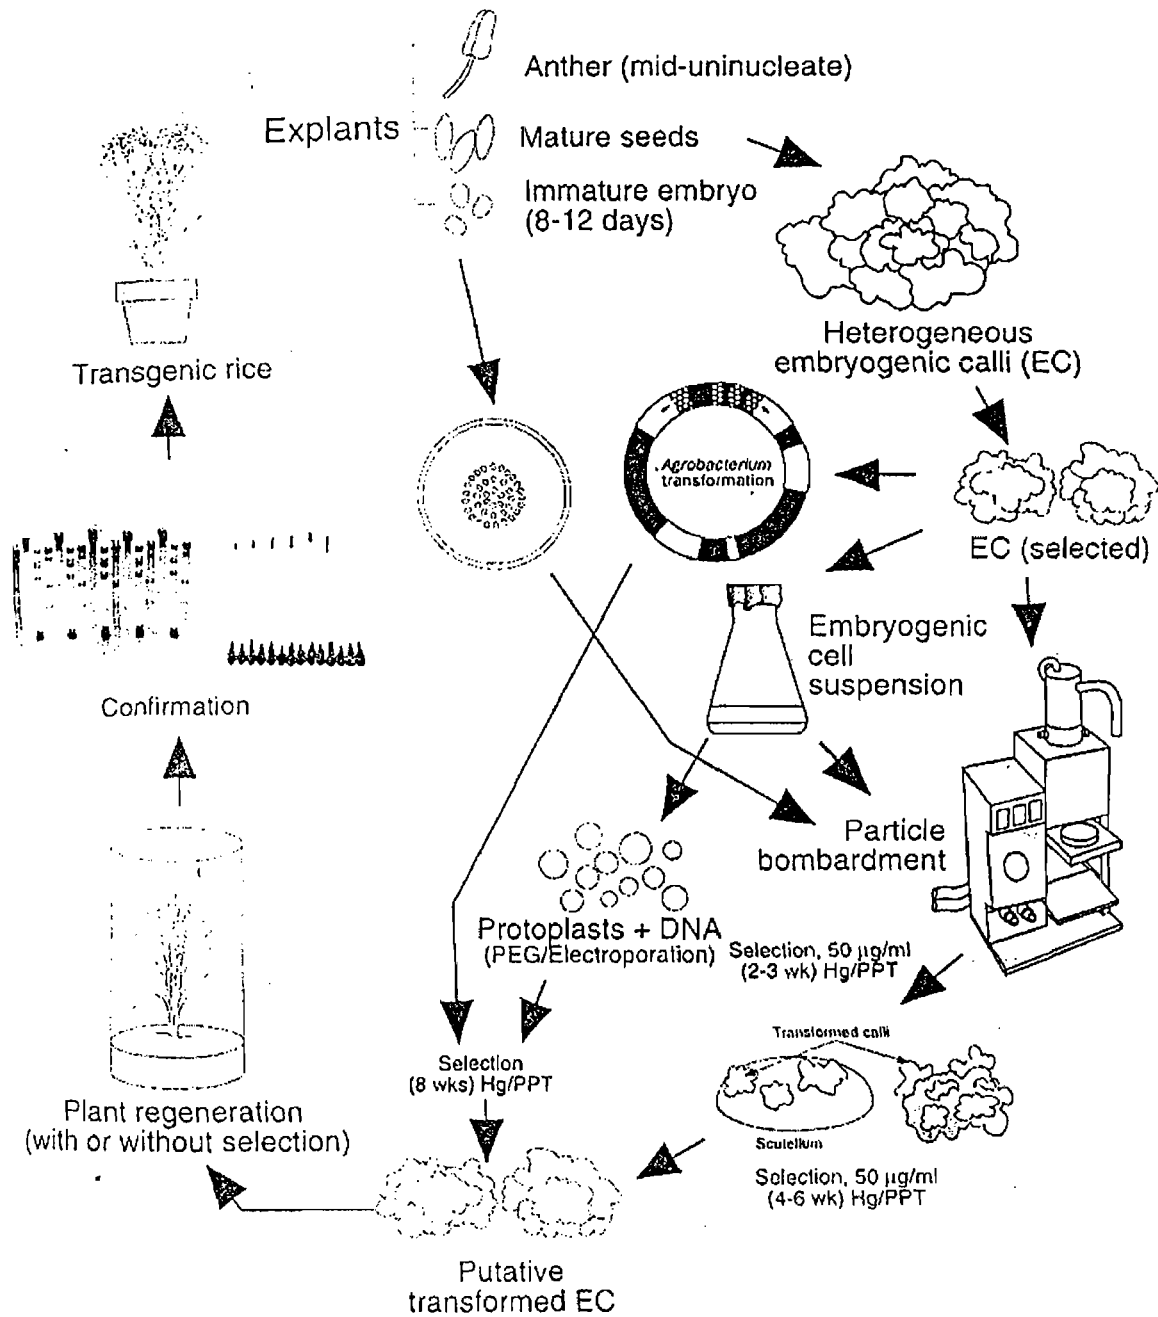 Anther (mid-uninucleate)
Explants
Mature seeds
Immature embryo
(8-12 days)
Heterogeneous
embryogenic calli (EC)
Transgenic rice
Agrobacterium
transformation
EC (selected)
Embryogenic
cell
suspension
Confirmation
Particle
bombardment
Protoplasts + DNA
(PEG/Electroporation)
Selection, 50 µg/ml
(2-3 wk) Hg/PPT
Transformed calli
Selection
(8 wks) Hg/PPT
Scutellum
Plant regeneration
(with or without selection)
Selection, 50 µg/ml
(4-6 wk) Hg/PPT
Putative
transformed EC